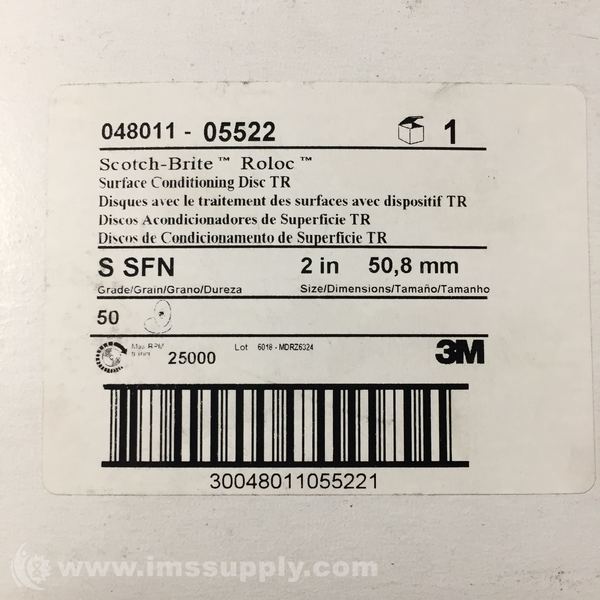 048011 - 05522 1
Scotch-Brite™ Roloc™
Surface Conditioning Disc TR
Disques avec le traitement des surfaces avec dispositif TR
Discos Acondicionadores de Superficie TR
Discos de Condicionamento de Superficie TR
S SFN 2 in 50,8 mm
Grade/Grain/Grano/Dureza Size/Dimensions/Tamaño/Tamanho
50
Max. RPM
25000 Lot 6018 - MDRZ6324 3M
30048011055221
www.imssupply.com